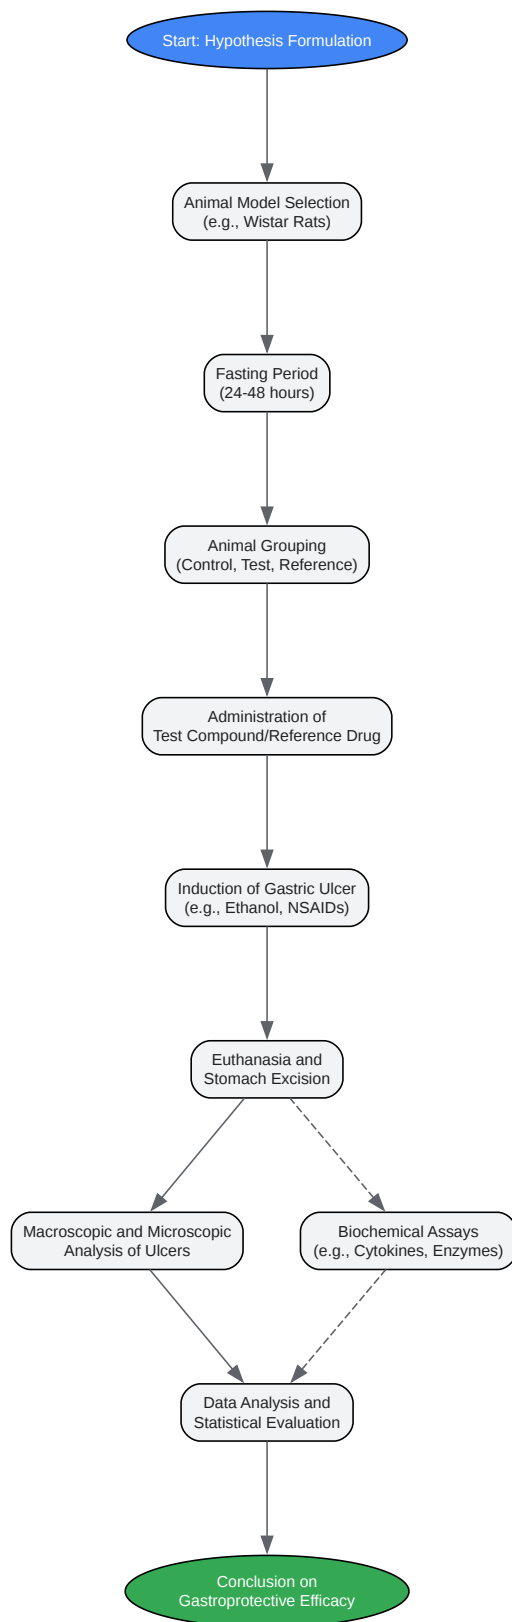 Start: Hypothesis Formulation
Animal Model Selection
(e.g., Wistar Rats)
Fasting Period
(24-48 hours)
Animal Grouping
(Control, Test, Reference)
Administration of
Test Compound/Reference Drug
Induction of Gastric Ulcer
(e.g., Ethanol, NSAIDs)
Euthanasia and
Stomach Excision
Macroscopic and Microscopic
Analysis of Ulcers
Biochemical Assays
(e.g., Cytokines, Enzymes)
Data Analysis and
Statistical Evaluation
Conclusion on
Gastroprotective Efficacy